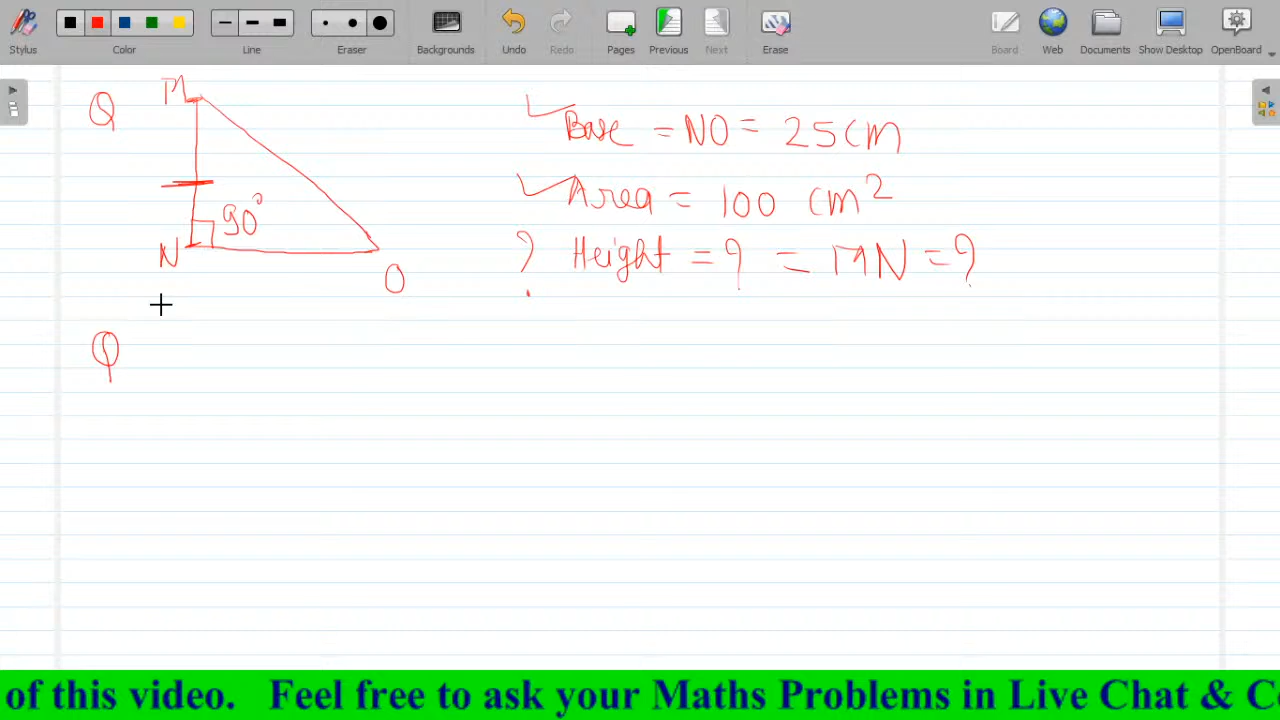 Stylus
Color
Line
Eraser
Backgrounds
Undo
Redo
Pages
Previous
Next
Erase
Board
Web
Documents
Show Desktop
OpenBoard
Q
M
90°
N
O
Base = NO = 25cm
Area = 100 cm²
? Height = ? = MN = ?
Q
of this video. Feel free to ask your Maths Problems in Live Chat & C